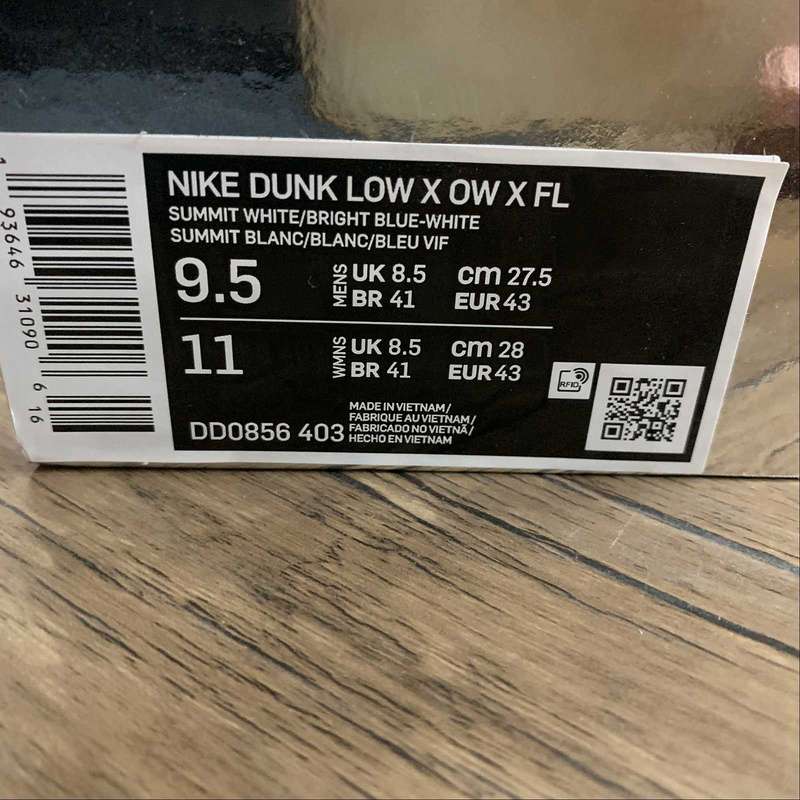 1 93646 31090 6 16
NIKE DUNK LOW X OW X FL
SUMMIT WHITE/BRIGHT BLUE-WHITE
SUMMIT BLANC/BLANC/BLEU VIF
9.5 MENS UK 8.5 cm 27.5
BR 41 EUR 43
11 WMNS UK 8.5 cm 28
BR 41 EUR 43
RFID
MADE IN VIETNAM/
FABRIQUE AU VIETNAM/
DD0856 403 FABRICADO NO VIETNÃ/
HECHO EN VIETNAM